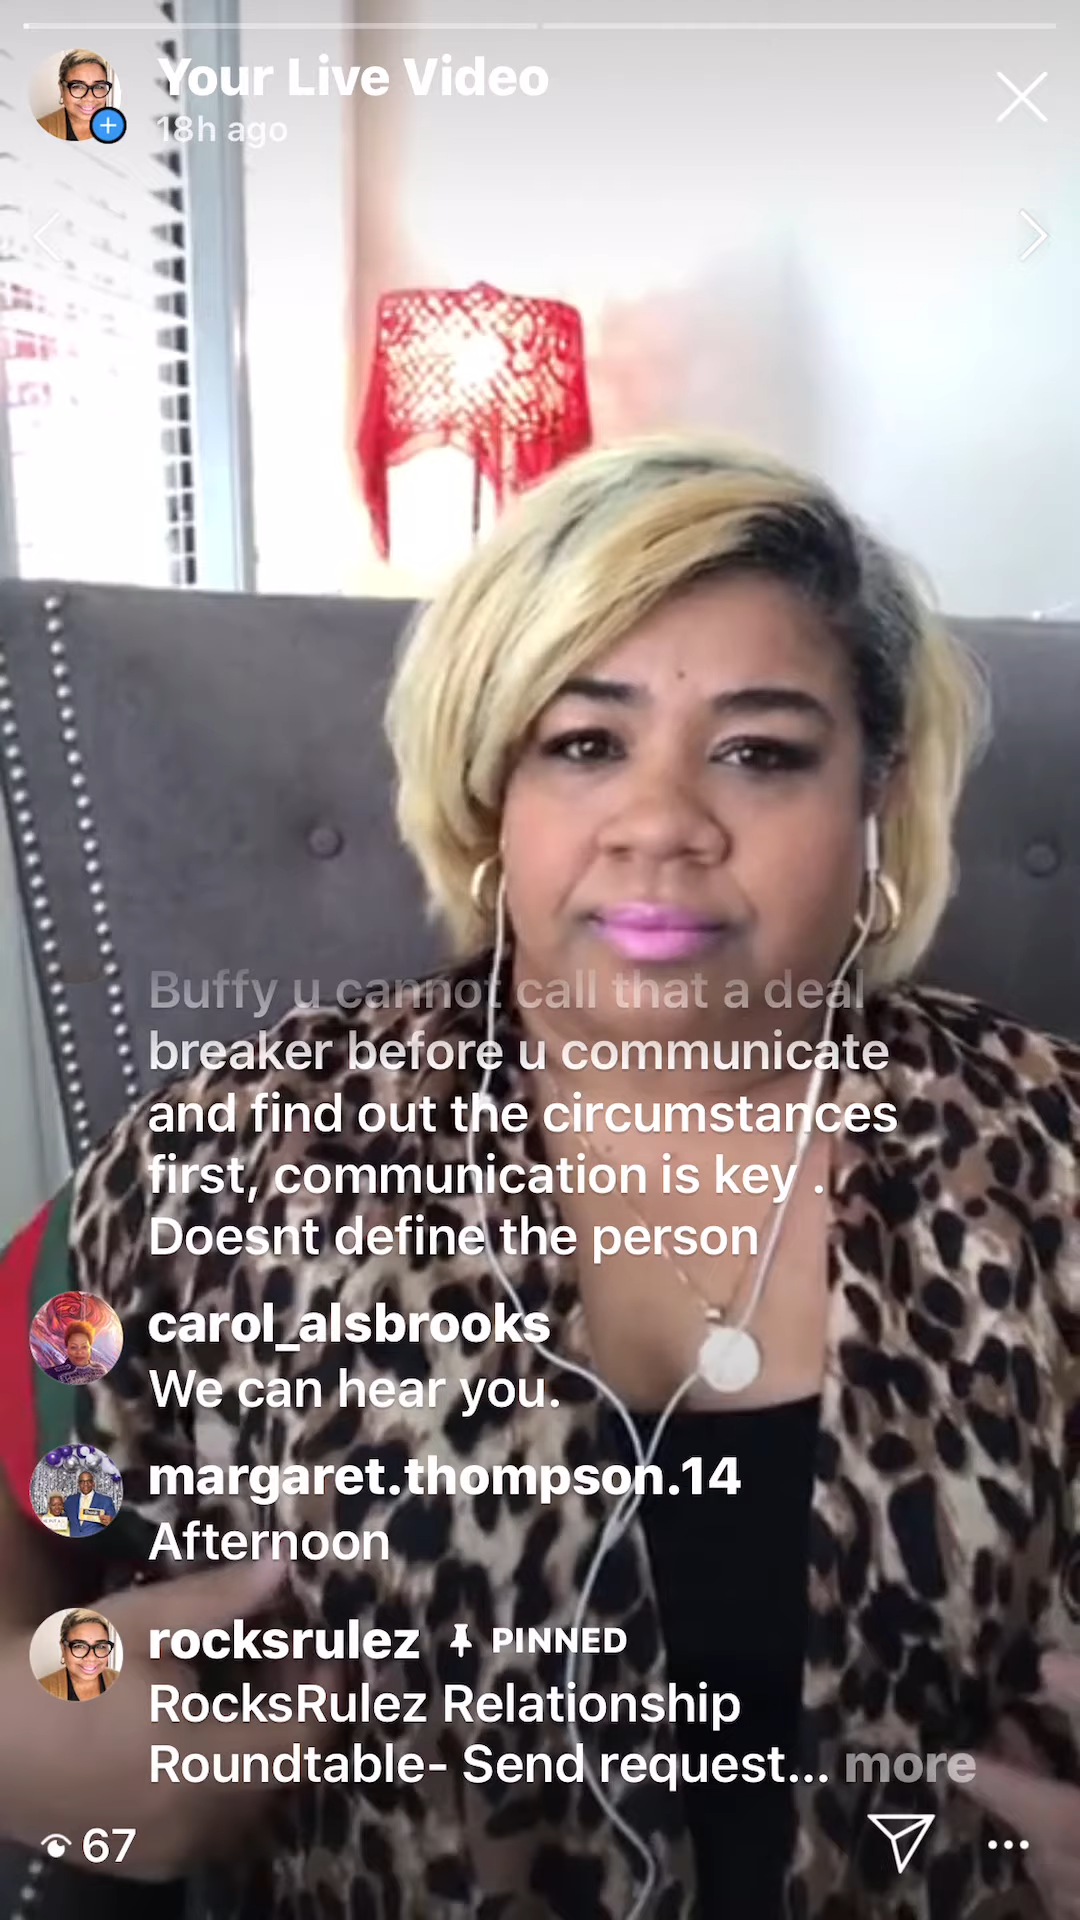 Your Live Video
18h ago
Buffy u cannot call that a deal
breaker before u communicate
and find out the circumstances
first, communication is key .
Doesnt define the person
carol_alsbrooks
We can hear you.
margaret.thompson.14
Afternoon
rocksrulez PINNED
RocksRulez Relationship
Roundtable- Send request... more
67